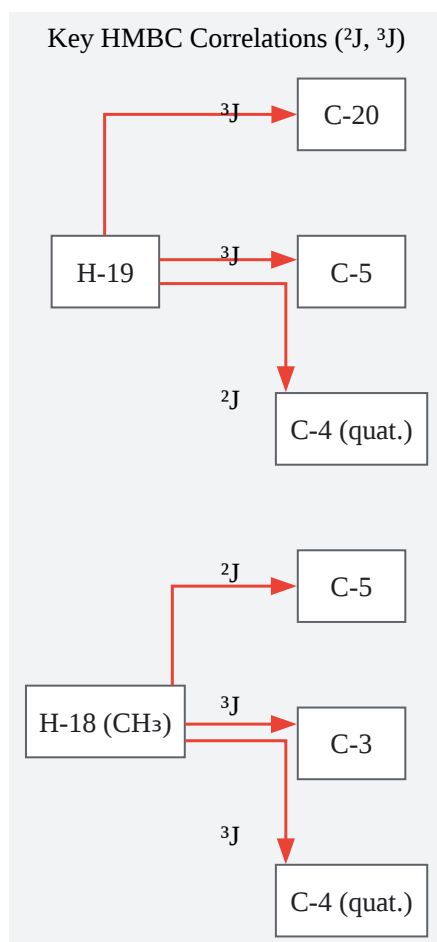 Key HMBC Correlations (²J, ³J)
³J
C-20
H-19
³J
C-5
²J
C-4 (quat.)
²J
C-5
H-18 (CH₃)
³J
C-3
³J
C-4 (quat.)